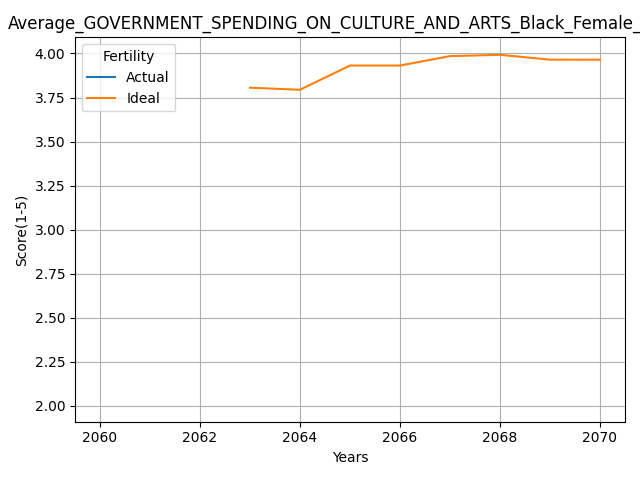 Average_GOVERNMENT_SPENDING_ON_CULTURE_AND_ARTS_Black_Female_
Fertility
Actual
Ideal
4.00
3.75
3.50
3.25
3.00
2.75
2.50
2.25
2.00
Score(1-5)
2060 2062 2064 2066 2068 2070
Years